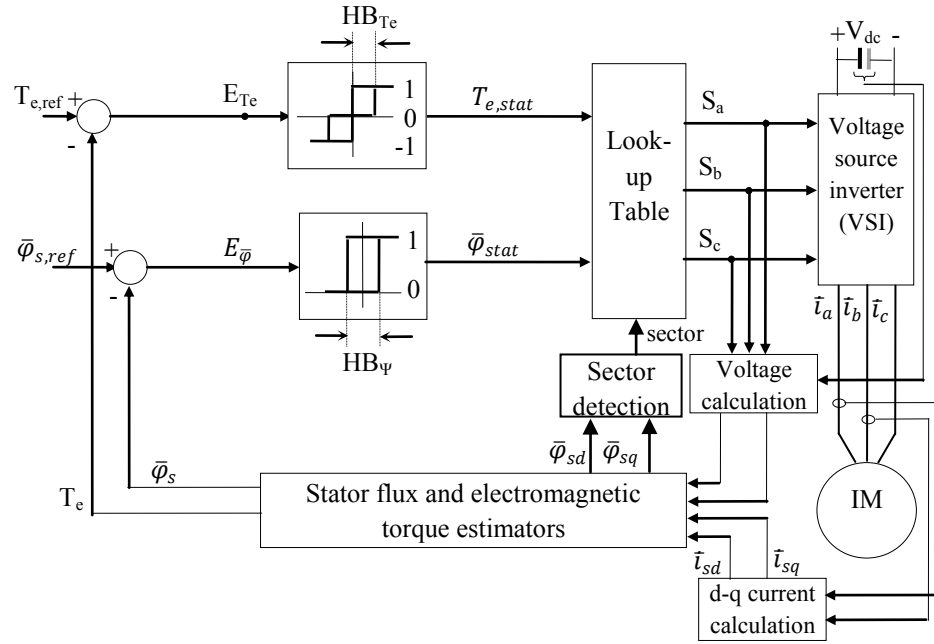 HB_Te
+ V_dc -
T_e,ref + E_Te 1 0 -1 T_e,stat
-
Look-up Table
S_a
S_b
S_c
Voltage source inverter (VSI)
φ̄_s,ref + E_φ̄ 1 0 φ̄_stat
-
HB_Ψ
ī_a ī_b ī_c
sector
Sector detection
Voltage calculation
φ̄_sd φ̄_sq
φ̄_s
T_e
Stator flux and electromagnetic
torque estimators
IM
ī_sd ī_sq
d-q current
calculation